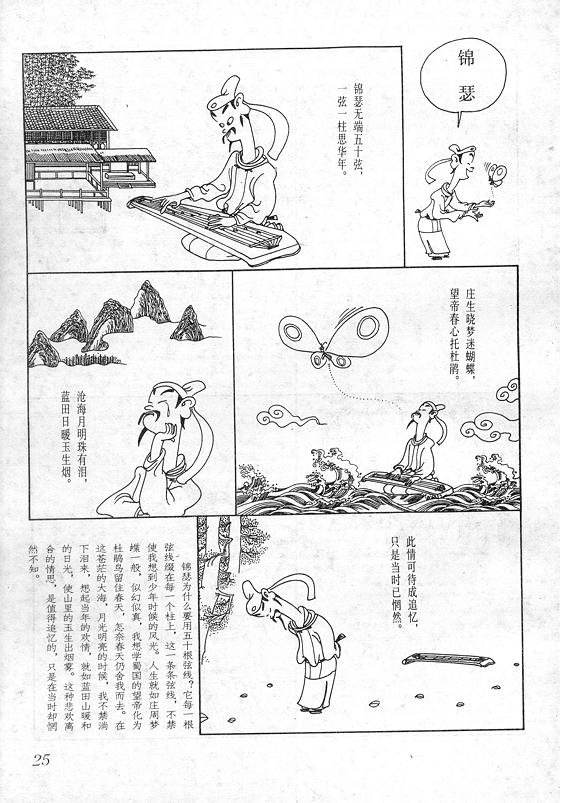 锦瑟
锦瑟无端五十弦，
一弦一柱思华年。
庄生晓梦迷蝴蝶，
望帝春心托杜鹃。
沧海月明珠有泪，
蓝田日暖玉生烟。
此情可待成追忆，
只是当时已惘然。
锦瑟为什么要用五十根弦线？它每一根
弦线缀在每一个柱上，这一条条弦线，不禁
使我想到少年时候的风光。人生就如庄周梦
蝶一般，似幻似真，我想学蜀国的望帝化为
杜鹃鸟留住春天，怎奈春天仍舍我而去。在
这苍茫的大海，月光明亮的时候，我不禁淌
下泪来，想起当年的欢情，就如蓝田山暖和
的日光，使山里的玉生出烟雾。这种悲欢离
合的情思，是值得追忆的，只是在当时却惘
然不知。
25